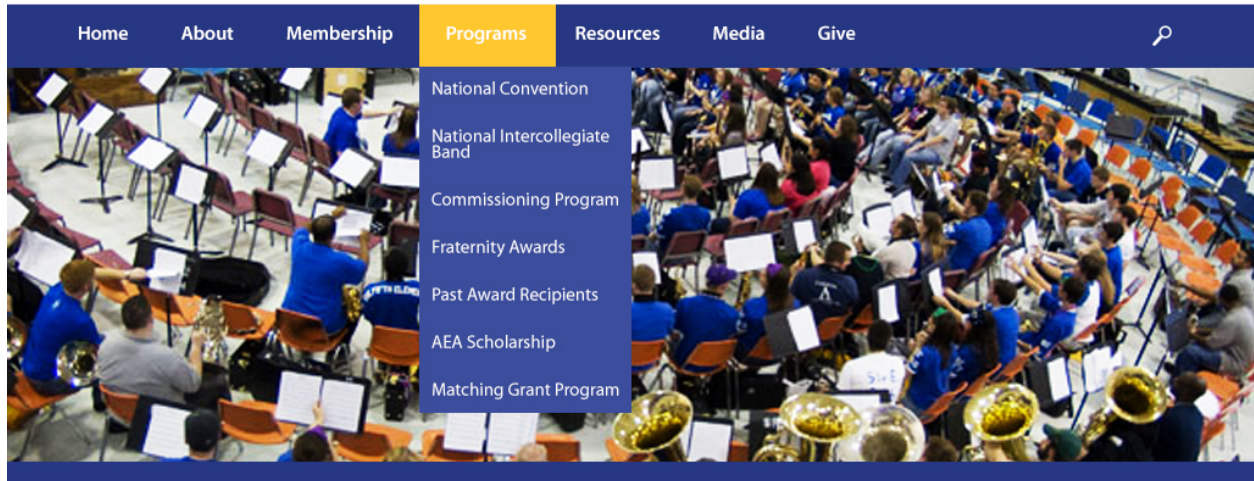 Home About Membership Programs Resources Media Give
National Convention
National Intercollegiate
Band
Commissioning Program
Fraternity Awards
Past Award Recipients
AEA Scholarship
Matching Grant Program